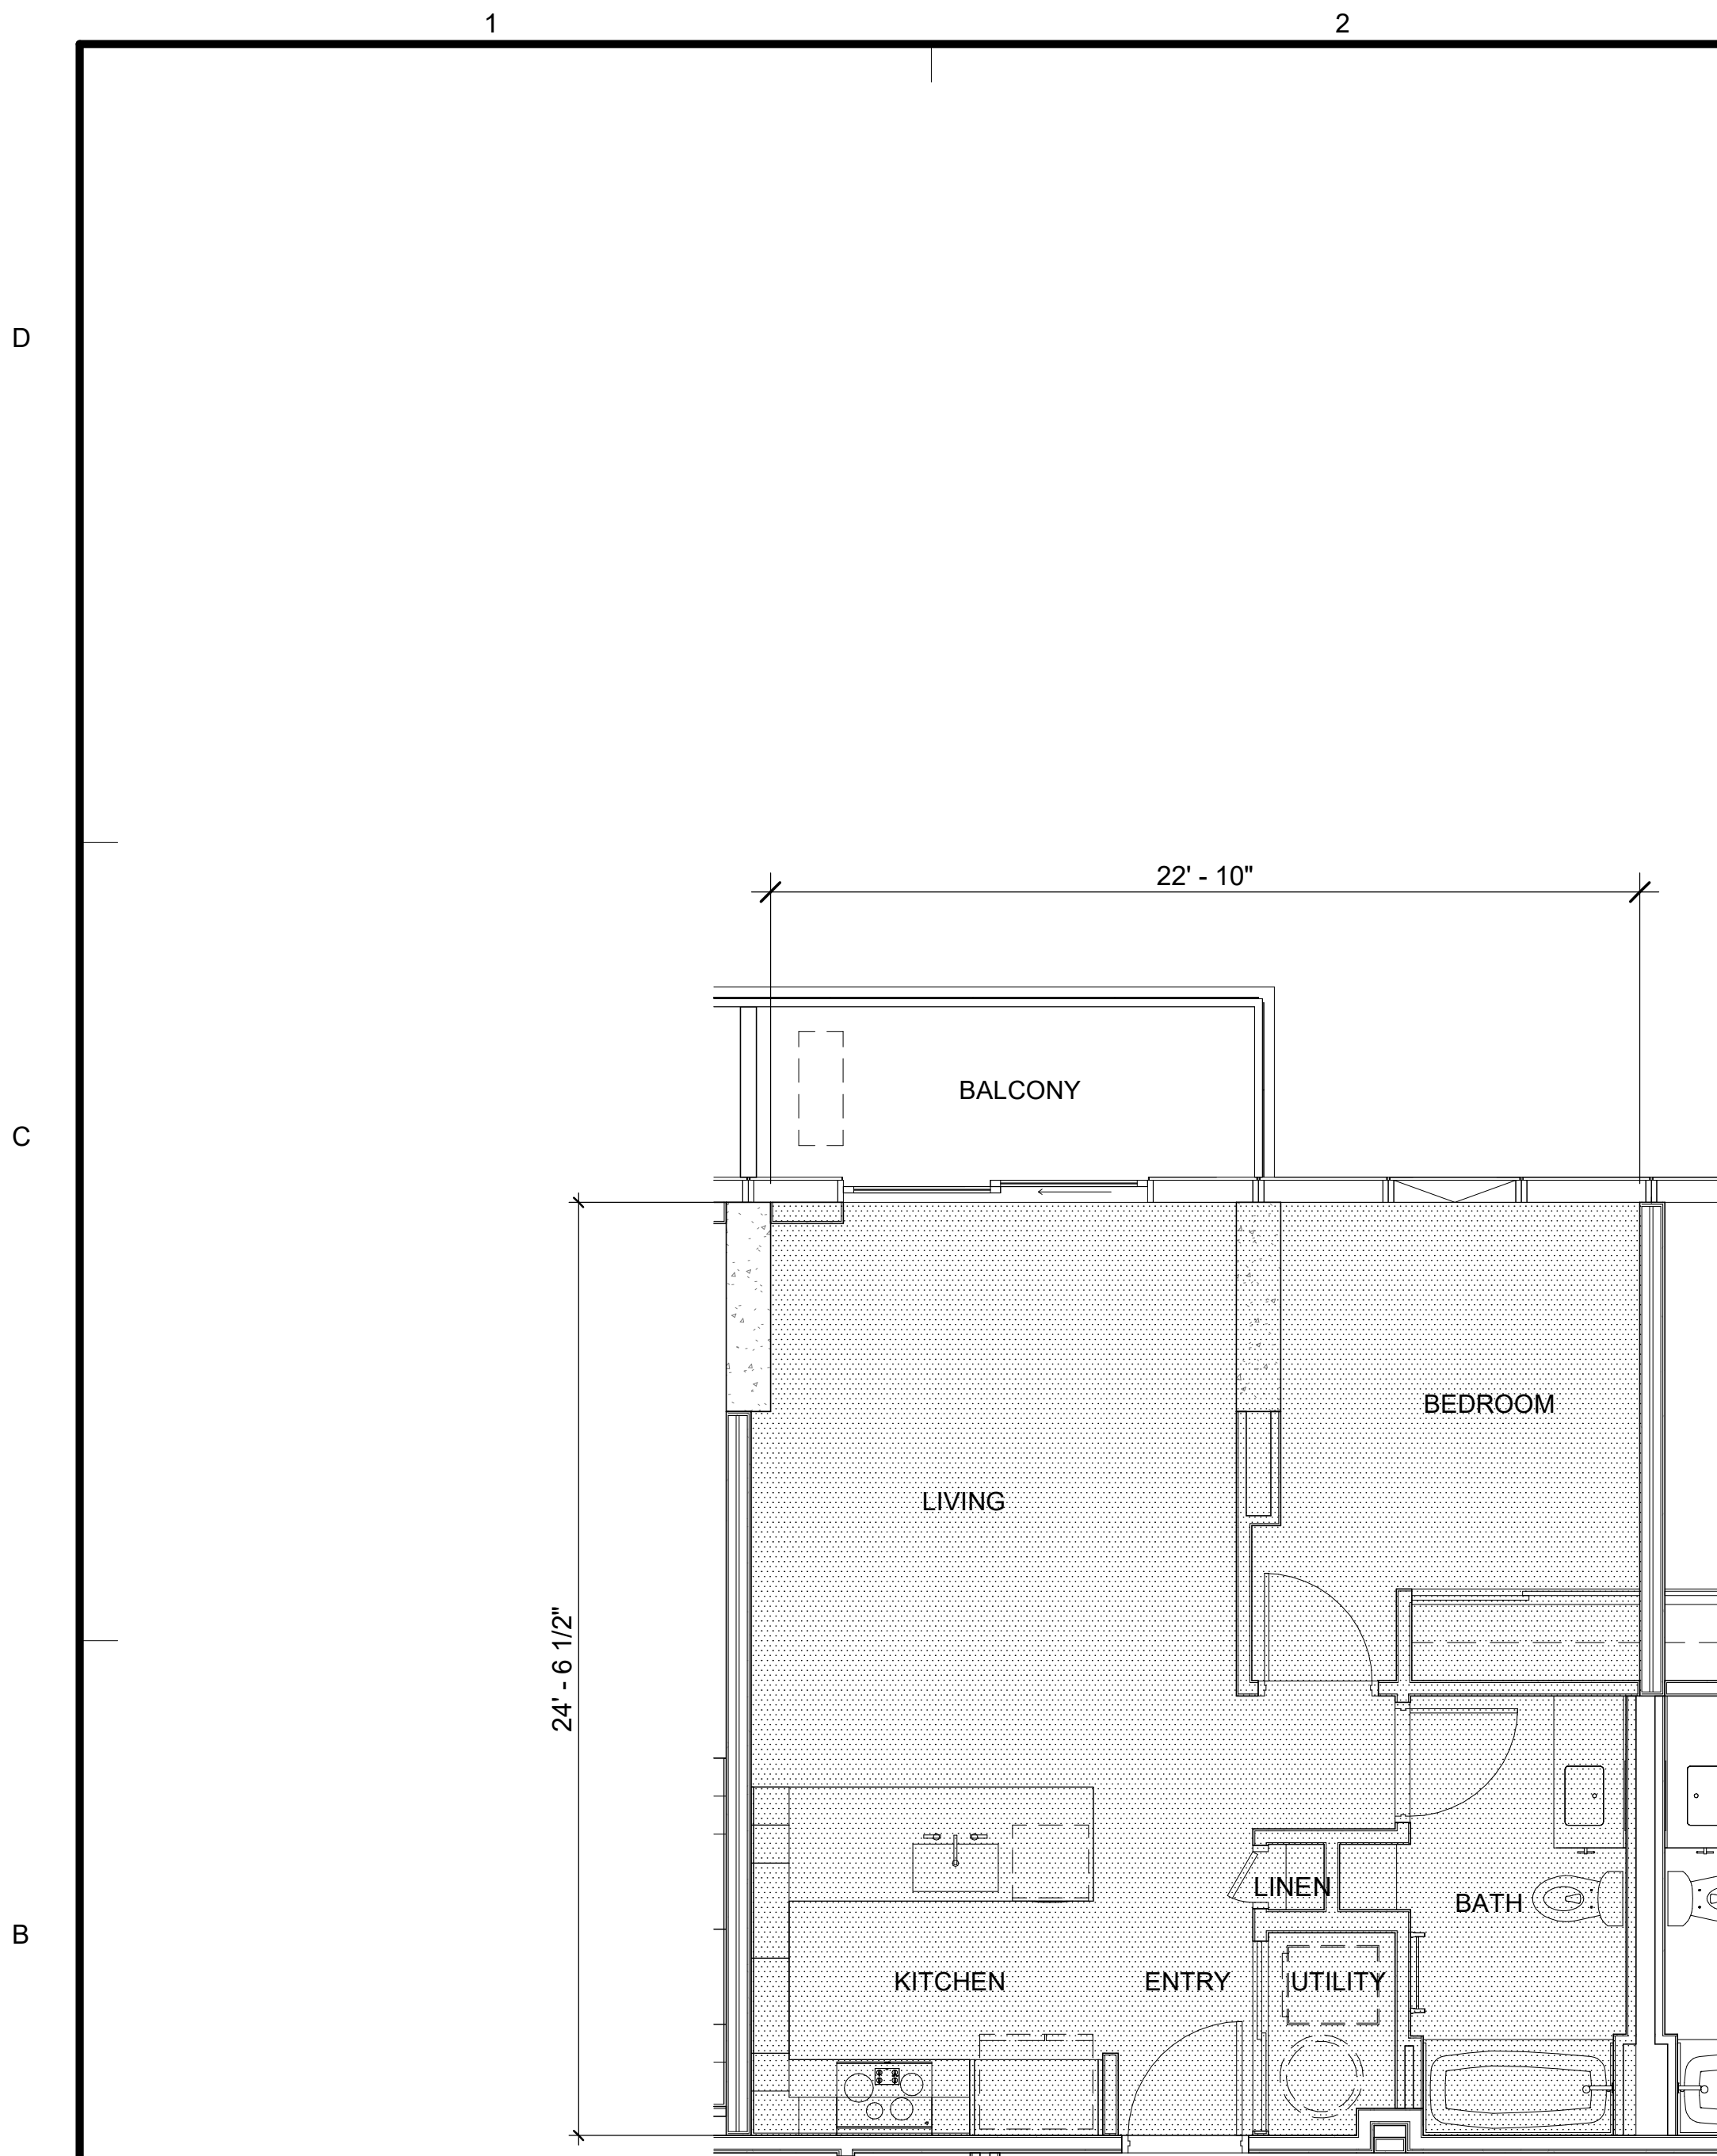 1
2
D
22' - 10"
BALCONY
C
BEDROOM
LIVING
24' - 6 1/2"
LINEN
BATH
B
KITCHEN
ENTRY
UTILITY